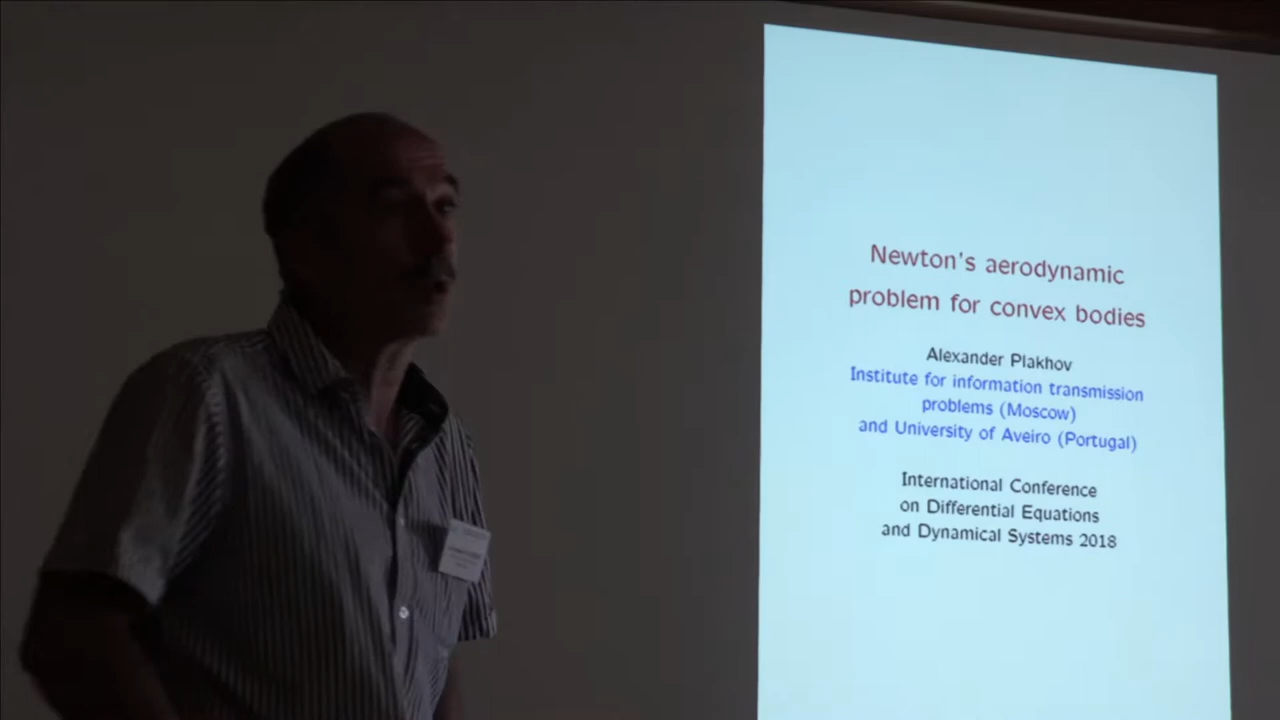 Newton's aerodynamic
problem for convex bodies
Alexander Plakhov
Institute for information transmission
problems (Moscow)
and University of Aveiro (Portugal)
International Conference
on Differential Equations
and Dynamical Systems 2018